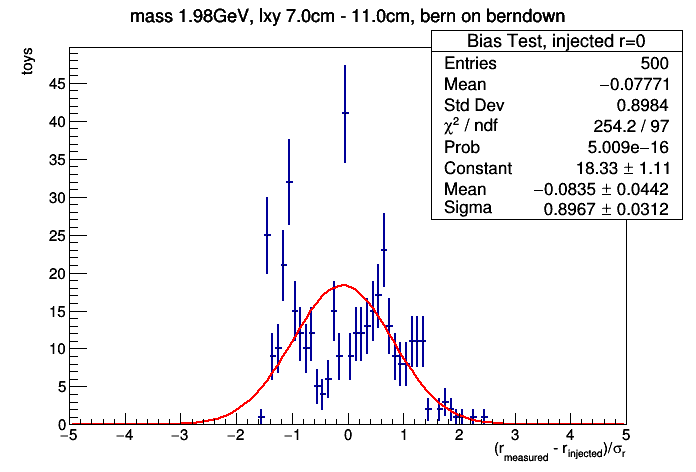 mass 1.98GeV, lxy 7.0cm - 11.0cm, bern on berndown
Bias Test, injected r=0
Entries 500
Mean −0.07771
Std Dev 0.8984
χ² / ndf 254.2 / 97
Prob 5.009e−16
Constant 18.33 ± 1.11
Mean −0.0835 ± 0.0442
Sigma 0.8967 ± 0.0312
toys
45
40
35
30
25
20
15
10
5
0
−5 −4 −3 −2 −1 0 1 2 3 4 5
(r_measured - r_injected)/σ_r